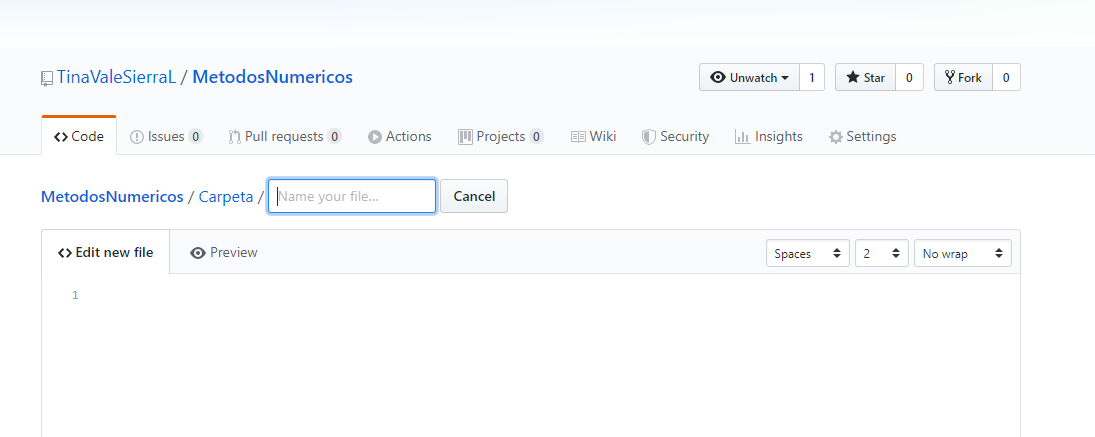 TinaValeSierraL / MetodosNumericos Unwatch 1 Star 0 Fork 0
Code Issues 0 Pull requests 0 Actions Projects 0 Wiki Security Insights Settings
MetodosNumericos / Carpeta / Name your file... Cancel
Edit new file Preview Spaces 2 No wrap
1